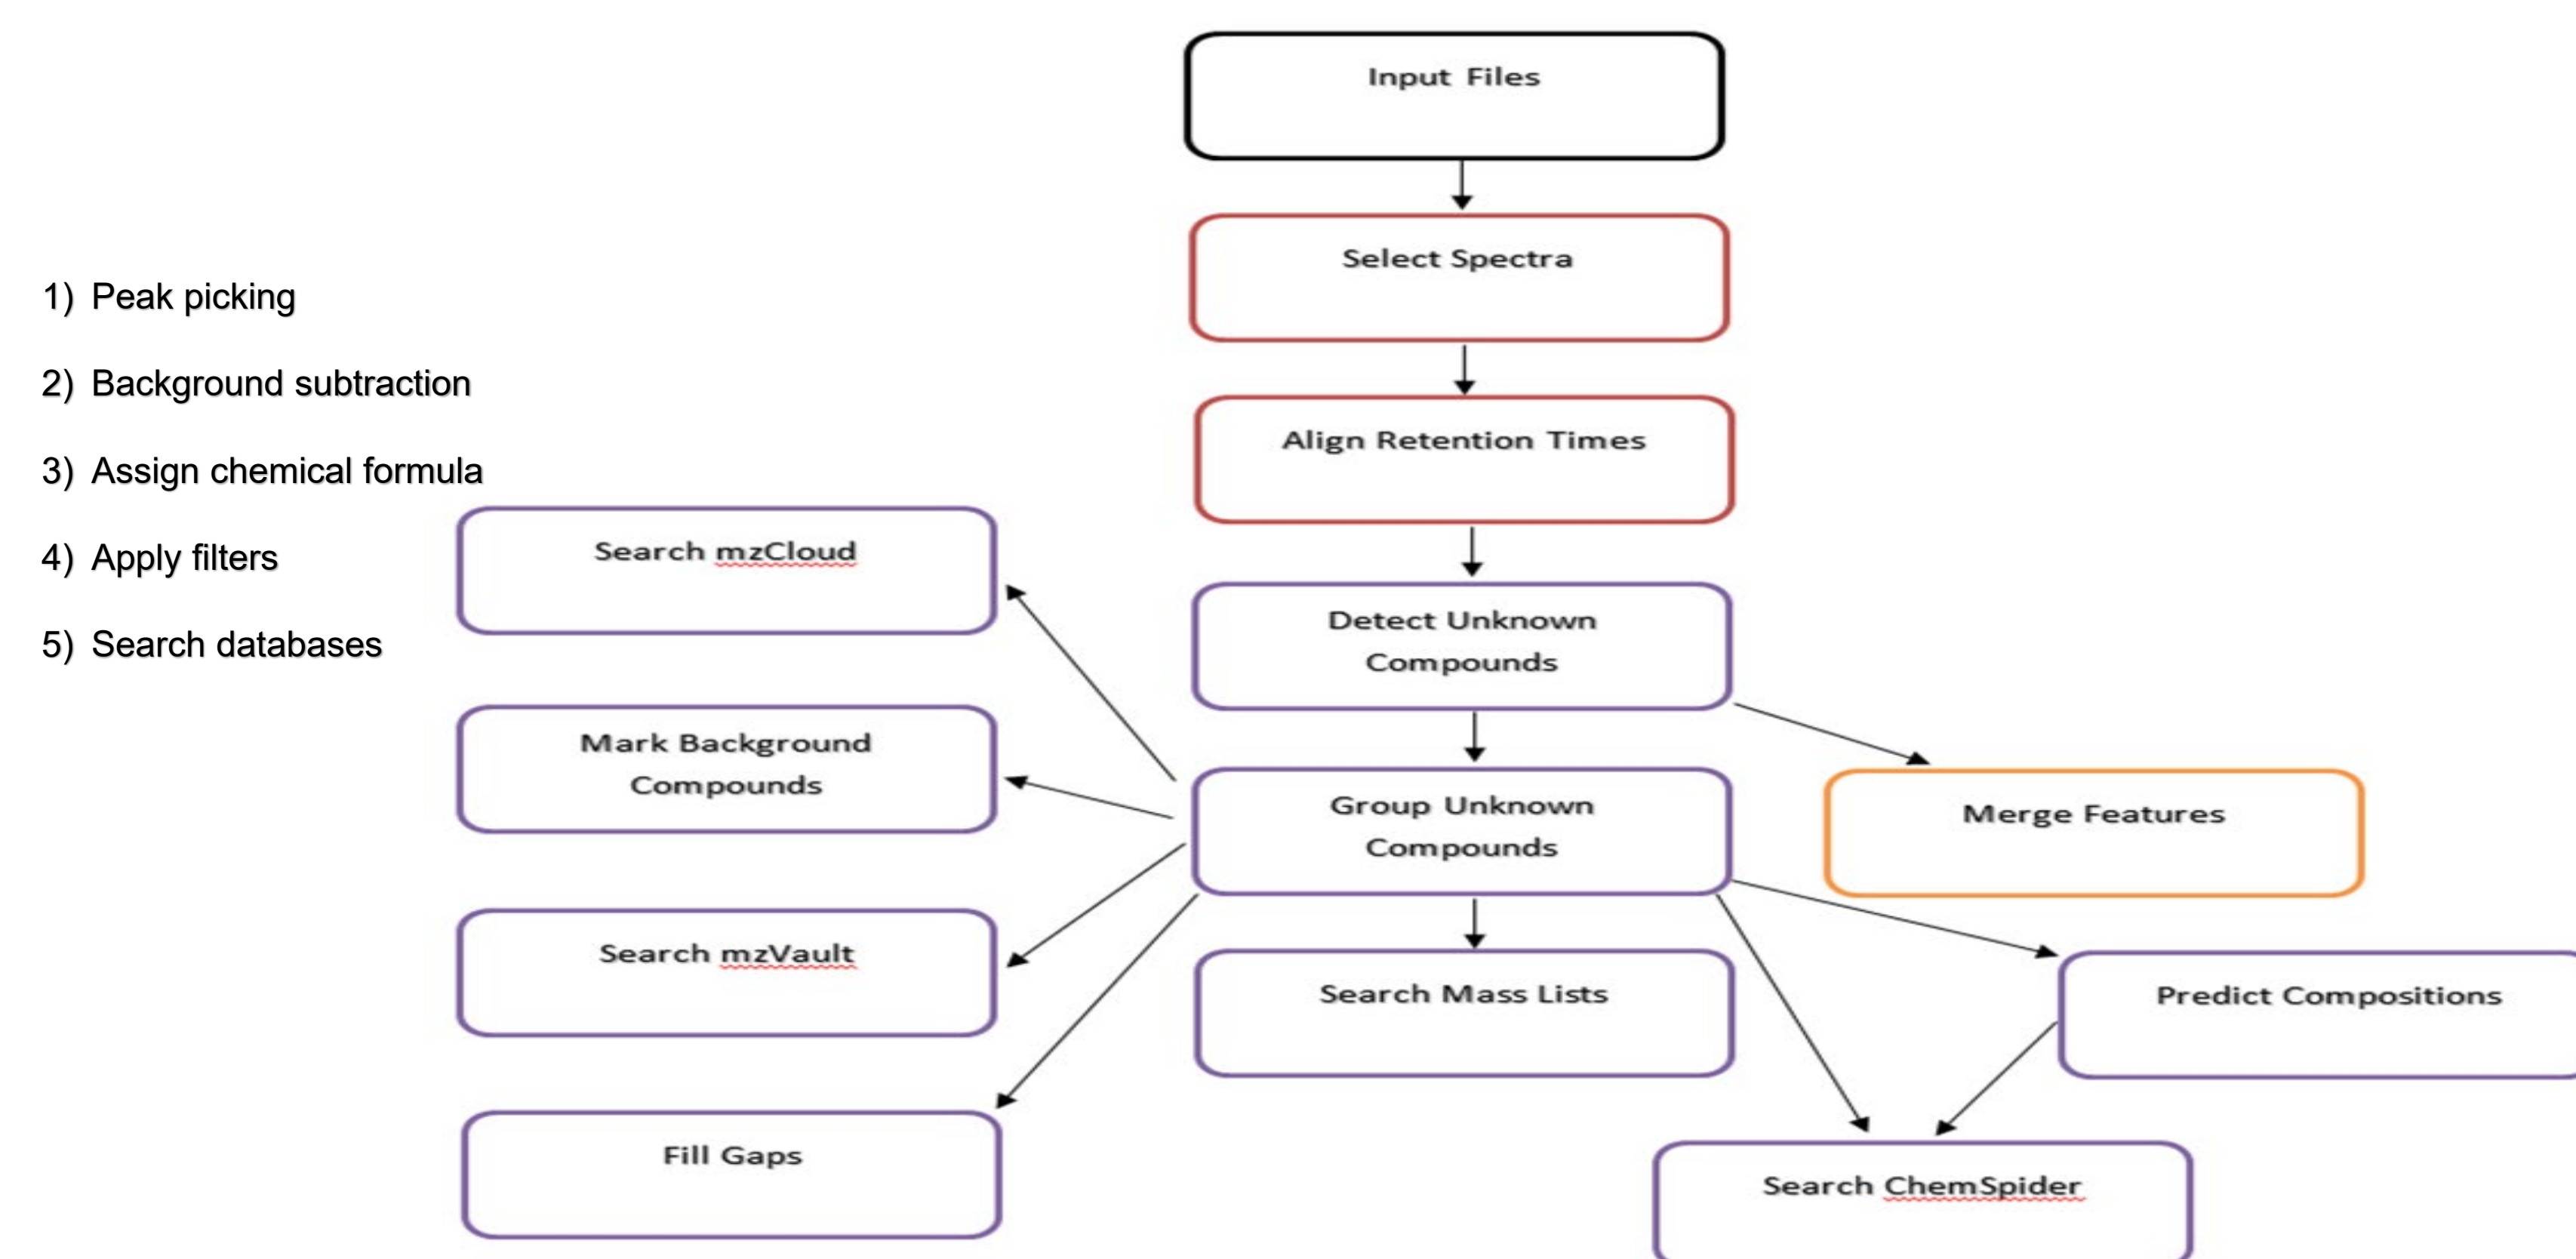 Input Files
Select Spectra
1) Peak picking
2) Background subtraction
Align Retention Times
3) Assign chemical formula
Search mzCloud
4) Apply filters
Detect Unknown
Compounds
5) Search databases
Mark Background
Compounds
Group Unknown
Compounds
Merge Features
Search mzVault
Search Mass Lists
Predict Compositions
Fill Gaps
Search ChemSpider